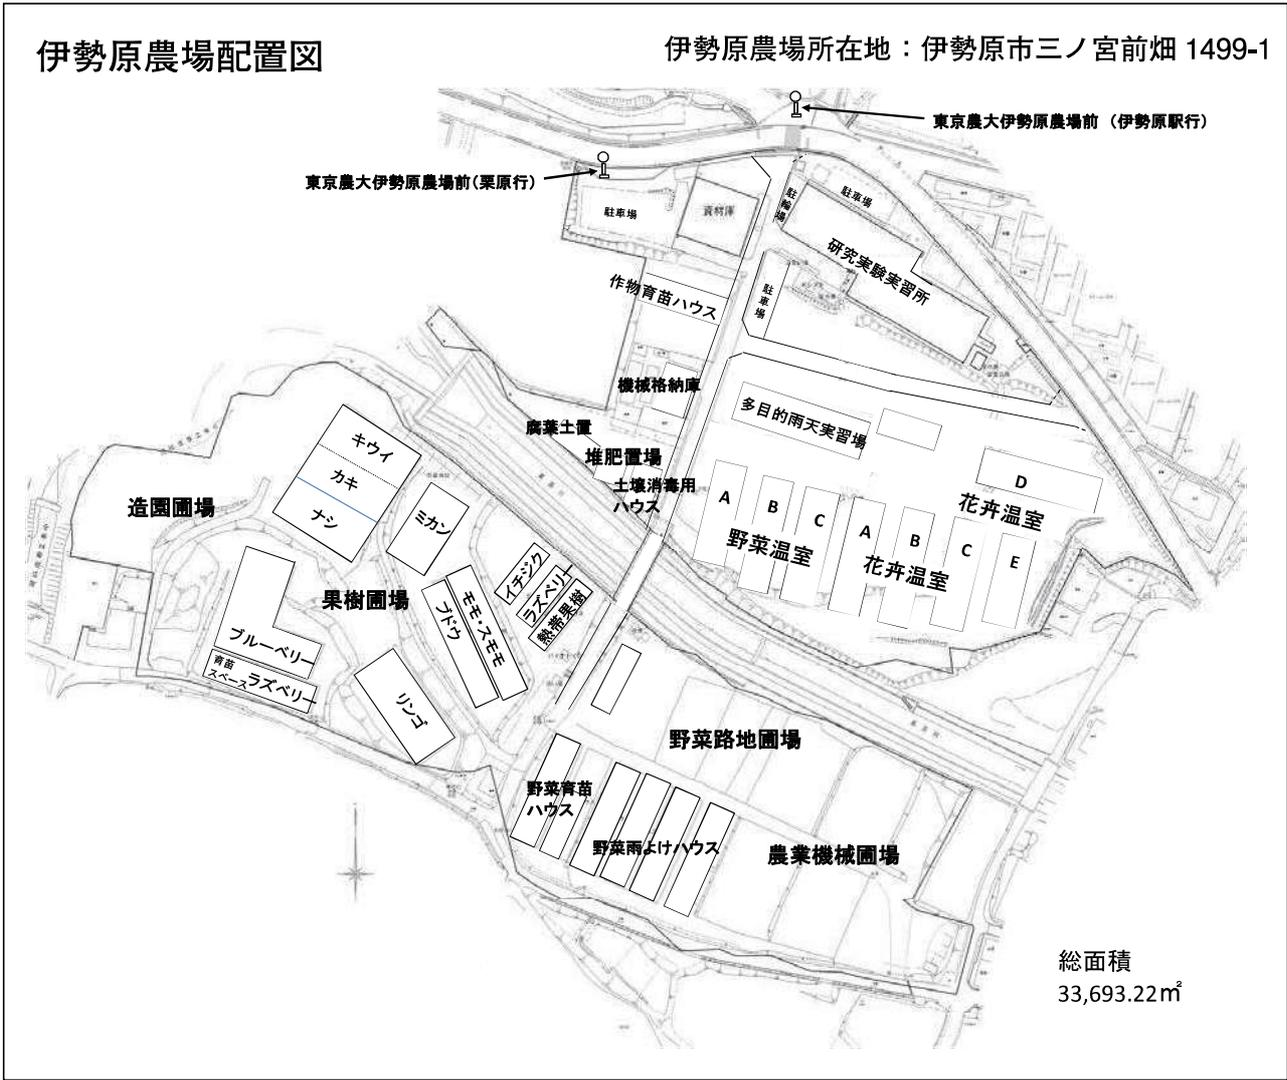 伊勢原農場配置図
伊勢原農場所在地：伊勢原市三ノ宮前畑 1499-1
東京農大伊勢原農場前（伊勢原駅行）
東京農大伊勢原農場前(栗原行)
駐車場
資材庫
駐輪場
駐車場
研究実験実習所
作物育苗ハウス
駐車場
機械格納庫
多目的雨天実習場
腐葉土置
堆肥置場
土壌消毒用
ハウス
キウイ
カキ
ナシ
造園圃場
ミカン
A
B
C
野菜温室
A
B
C
D
E
花卉温室
花卉温室
イチジク
ラズベリー
熱帯果樹
果樹圃場
モモ・スモモ
ブドウ
ブルーベリー
育苗
スペース
ラズベリー
リンゴ
野菜路地圃場
野菜育苗
ハウス
野菜雨よけハウス
農業機械圃場
総面積
33,693.22㎡